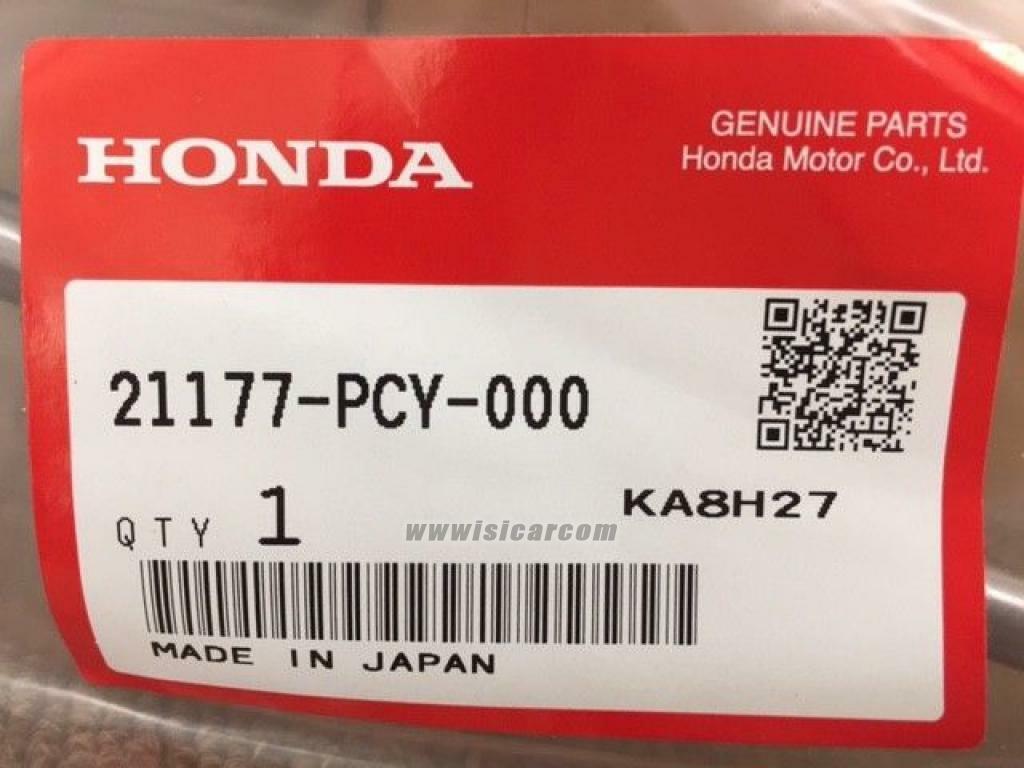 HONDA
GENUINE PARTS
Honda Motor Co., Ltd.
21177-PCY-000
QTY 1
KA8H27
wwwisicarcom
MADE IN JAPAN